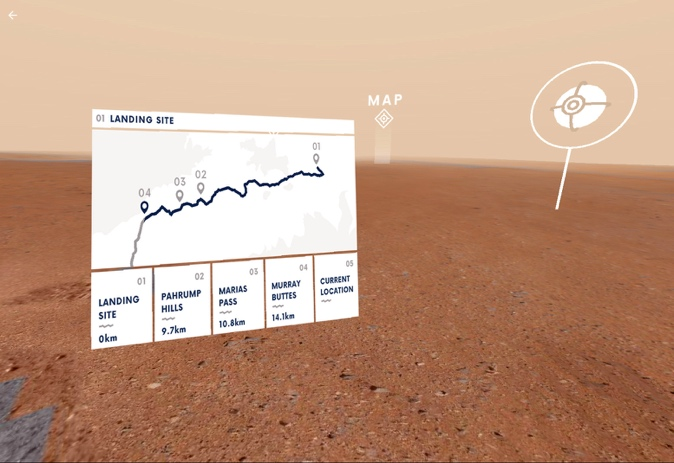 MAP
01 LANDING SITE
01
02
03
04
01
LANDING
SITE
0km
02
PAHRUMP
HILLS
9.7km
03
MARIAS
PASS
10.8km
04
MURRAY
BUTTES
14.1km
05
CURRENT
LOCATION